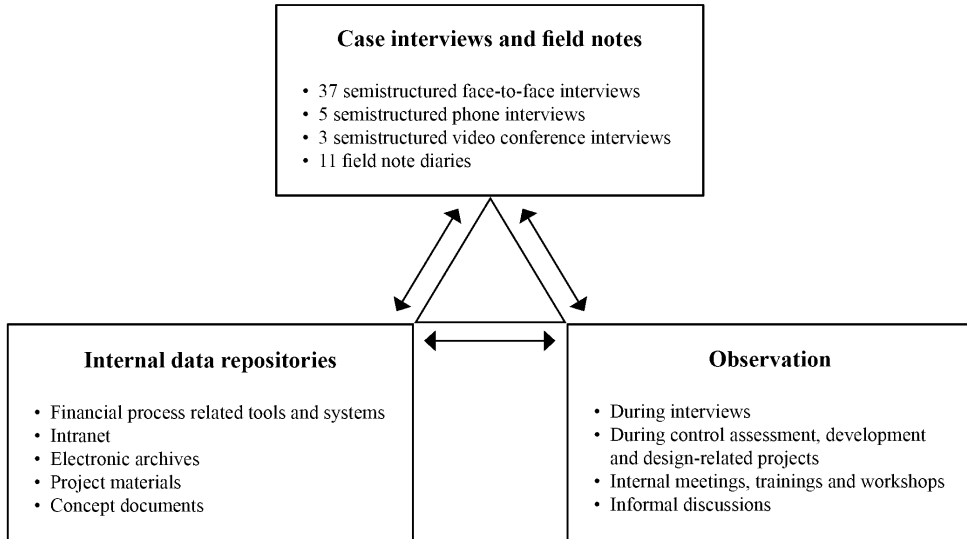 Case interviews and field notes
• 37 semistructured face-to-face interviews
• 5 semistructured phone interviews
• 3 semistructured video conference interviews
• 11 field note diaries
Internal data repositories
• Financial process related tools and systems
• Intranet
• Electronic archives
• Project materials
• Concept documents
Observation
• During interviews
• During control assessment, development
and design-related projects
• Internal meetings, trainings and workshops
• Informal discussions